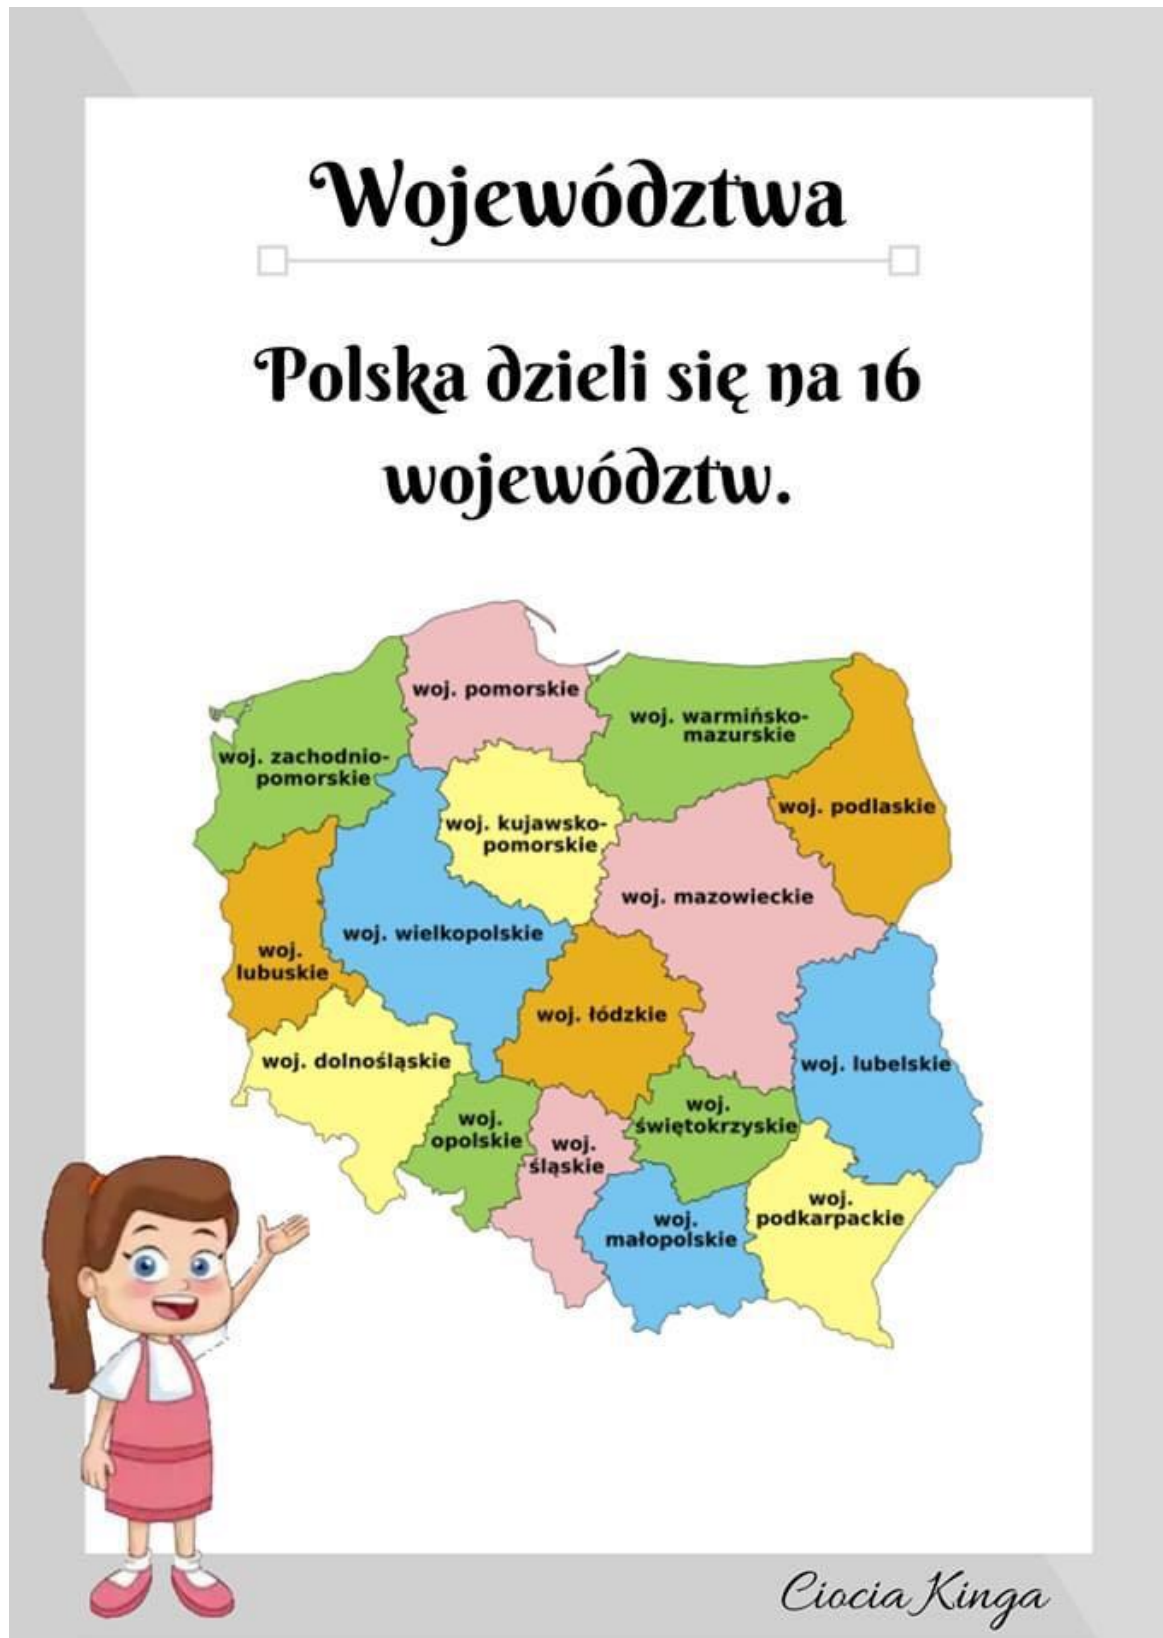 Województwa
Polska dzieli się na 16
województw.
woj. pomorskie
woj. warmińsko-
mazurskie
woj. zachodnio-
pomorskie
woj. podlaskie
woj. kujawsko-
pomorskie
woj. mazowieckie
woj. wielkopolskie
woj.
lubuskie
woj. łódzkie
woj. dolnośląskie
woj. lubelskie
woj.
opolskie
woj.
śląskie
woj.
świętokrzyskie
woj.
małopolskie
woj.
podkarpackie
Ciocia Kinga